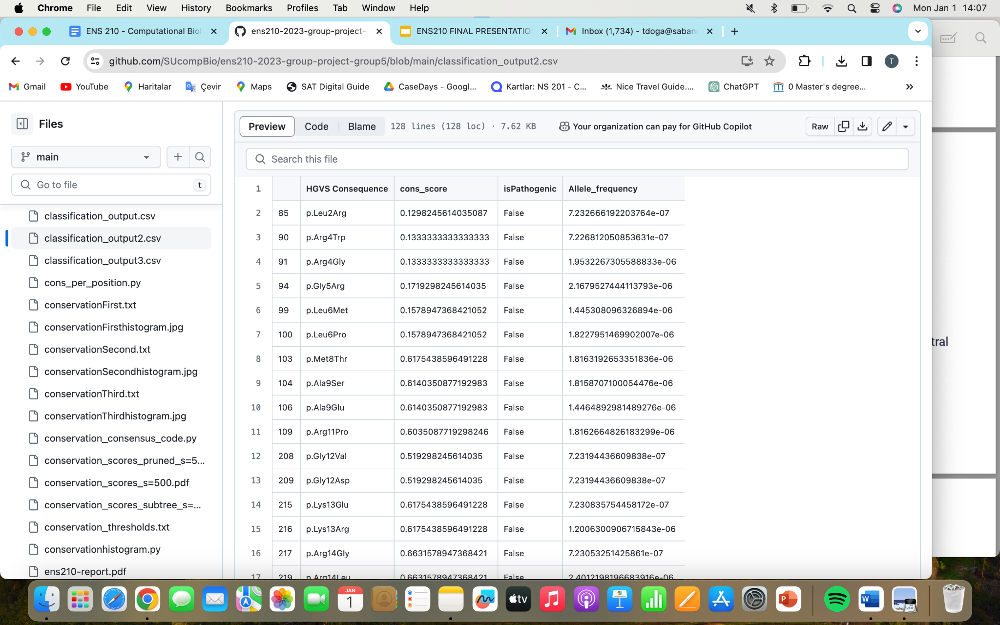 Chrome File Edit View History Bookmarks Profiles Tab Window Help Mon Jan 1 14:07
ENS 210 - Computational Biol ens210-2023-group-project- ENS210 FINAL PRESENTATIO Inbox (1,734) - tdoga@saban
github.com/SUcompBio/ens210-2023-group-project-group5/blob/main/classification_output2.csv T
Gmail YouTube Haritalar Çevir Maps SAT Digital Guide CaseDays - Googl... Kartlar: NS 201 - C... Nice Travel Guide.... ChatGPT 0 Master's degree... »
Files
main
Go to file t
classification_output.csv
classification_output2.csv
classification_output3.csv
cons_per_position.py
conservationFirst.txt
conservationFirsthistogram.jpg
conservationSecond.txt
conservationSecondhistogram.jpg
conservationThird.txt
conservationThirdhistogram.jpg
conservation_consensus_code.py
conservation_scores_pruned_s=5...
conservation_scores_s=500.pdf
conservation_scores_subtree_s=...
conservation_thresholds.txt
conservationhistogram.py
ens210-report.pdf
Preview Code Blame 128 lines (128 loc) · 7.62 KB Your organization can pay for GitHub Copilot Raw
Search this file
1 HGVS Consequence cons_score isPathogenic Allele_frequency
2 85 p.Leu2Arg 0.1298245614035087 False 7.232666192203764e-07
3 90 p.Arg4Trp 0.1333333333333333 False 7.226812050853631e-07
4 91 p.Arg4Gly 0.1333333333333333 False 1.9532267305588833e-06
5 94 p.Gly5Arg 0.1719298245614035 False 2.1679527444113793e-06
6 99 p.Leu6Met 0.1578947368421052 False 1.445308096326894e-06
7 100 p.Leu6Pro 0.1578947368421052 False 1.8227951469902007e-06
8 103 p.Met8Thr 0.6175438596491228 False 1.8163192653351836e-06
9 104 p.Ala9Ser 0.6140350877192983 False 1.8158707100054476e-06
10 106 p.Ala9Glu 0.6140350877192983 False 1.4464892981489276e-06
11 109 p.Arg11Pro 0.6035087719298246 False 1.8162664826183299e-06
12 208 p.Gly12Val 0.519298245614035 False 7.23194436609838e-07
13 209 p.Gly12Asp 0.519298245614035 False 7.23194436609838e-07
14 215 p.Lys13Glu 0.6175438596491228 False 7.230835754458172e-07
15 216 p.Lys13Arg 0.6175438596491228 False 1.2006300906715843e-06
16 217 p.Arg14Gly 0.6631578947368421 False 7.23053251425861e-07
17 219 p.Arg14Leu 0.6631578947368421 False 2.4012198196683916e-06
tral
JAN
1
tv
P
W